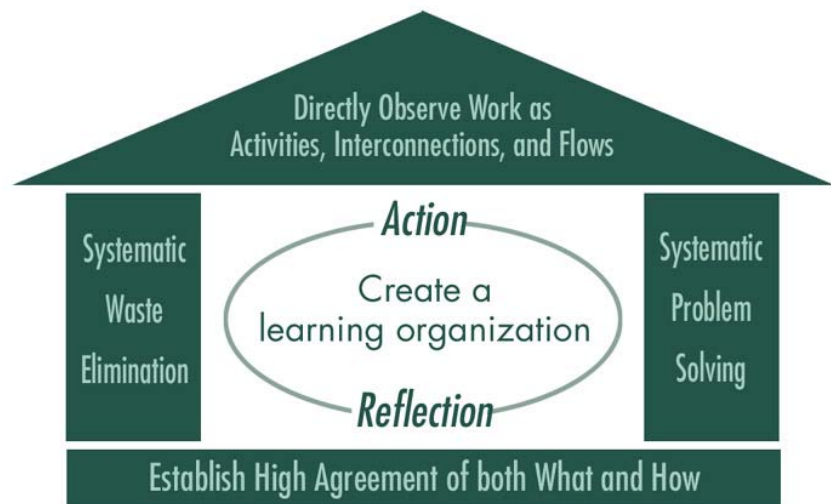 Directly Observe Work as
Activities, Interconnections, and Flows
Systematic
Waste
Elimination
Action
Create a
learning organization
Reflection
Systematic
Problem
Solving
Establish High Agreement of both What and How